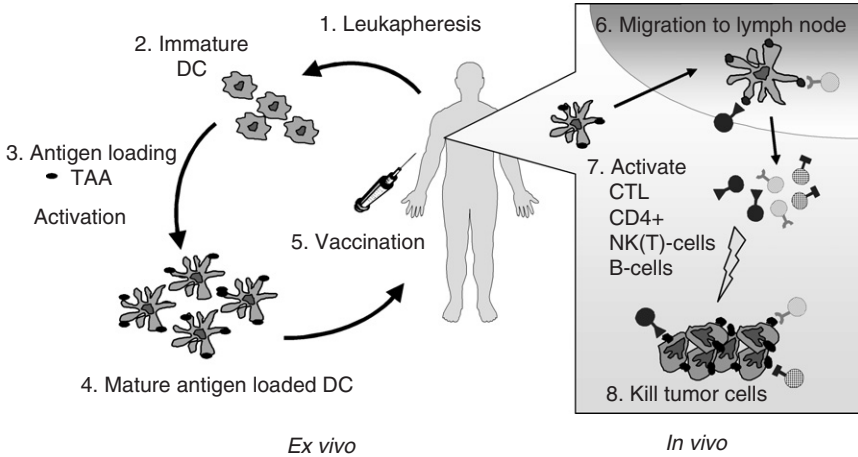 1. Leukapheresis
2. Immature
DC
3. Antigen loading
TAA
Activation
4. Mature antigen loaded DC
5. Vaccination
Ex vivo
6. Migration to lymph node
7. Activate
CTL
CD4+
NK(T)-cells
B-cells
8. Kill tumor cells
In vivo